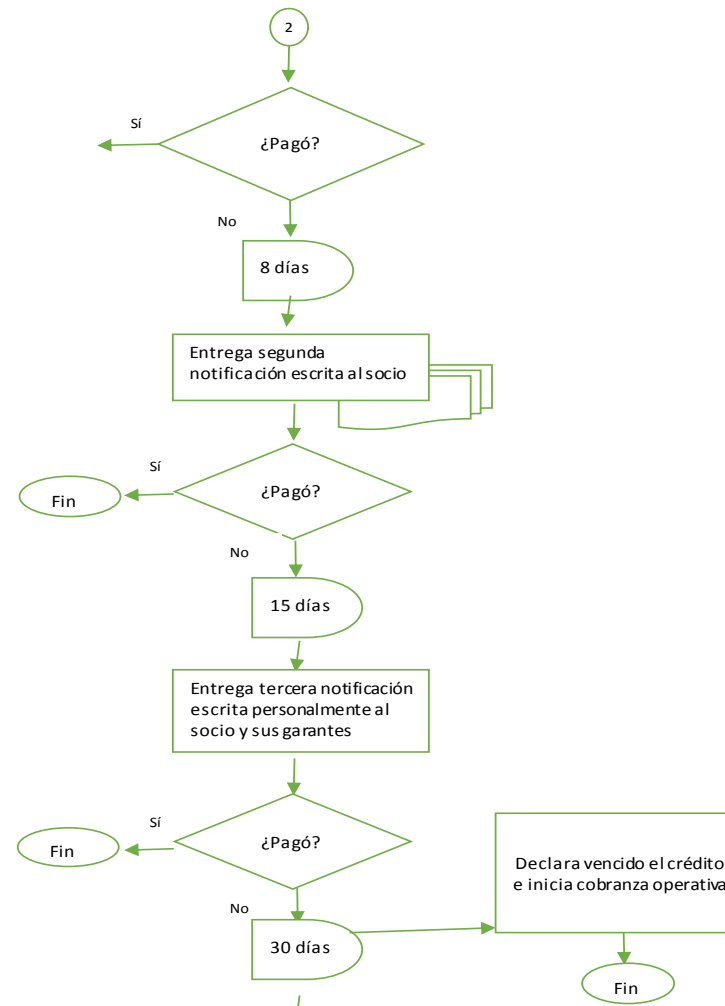 2
Sí
¿Pagó?
No
8 días
Entrega segunda
notificación escrita al socio
Sí
¿Pagó?
Fin
No
15 días
Entrega tercera notificación
escrita personalmente al
socio y sus garantes
Sí
¿Pagó?
Fin
Declara vencido el crédito
e inicia cobranza operativa
No
30 días
Fin